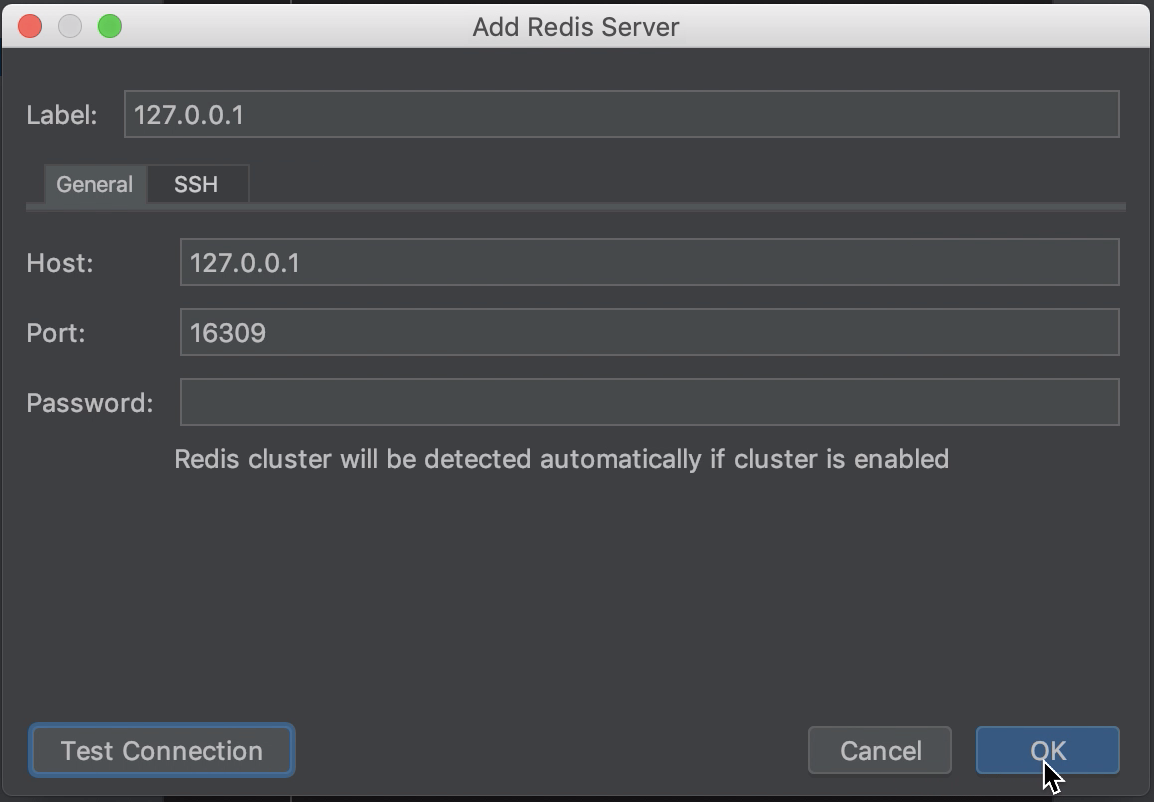 Add Redis Server
Label: 127.0.0.1
General SSH
Host: 127.0.0.1
Port: 16309
Password:
Redis cluster will be detected automatically if cluster is enabled
Test Connection Cancel OK